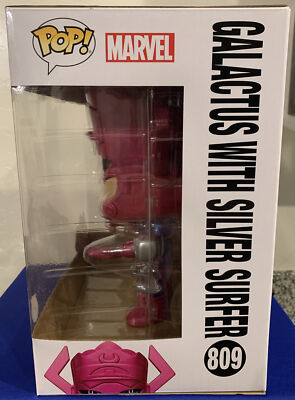 POP!
MARVEL
GALACTUS WITH SILVER SURFER
809